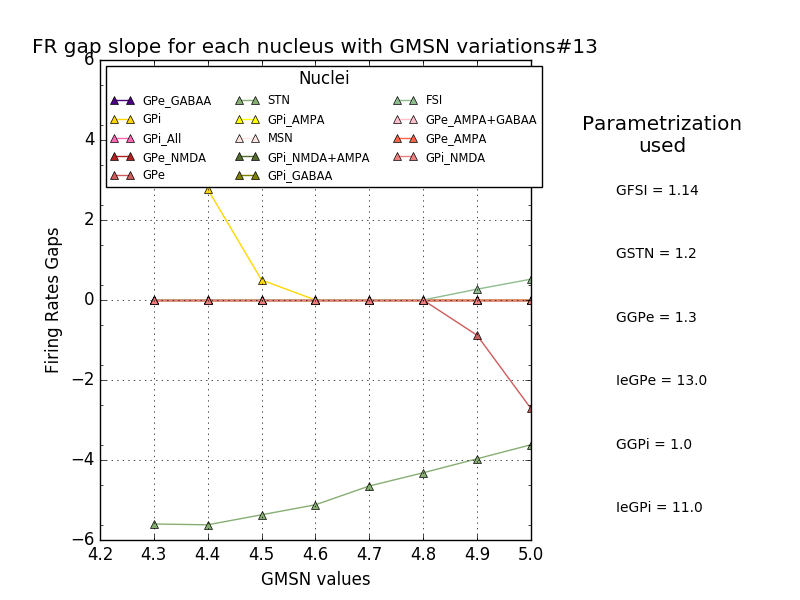 FR gap slope for each nucleus with GMSN variations#13
Nuclei
GPe_GABAA
GPi
GPi_All
GPe_NMDA
GPe
STN
GPi_AMPA
MSN
GPi_NMDA+AMPA
GPi_GABAA
FSI
GPe_AMPA+GABAA
GPe_AMPA
GPi_NMDA
Firing Rates Gaps
6
4
2
0
−2
−4
−6
4.2 4.3 4.4 4.5 4.6 4.7 4.8 4.9 5.0
GMSN values
Parametrization
used
GFSI = 1.14
GSTN = 1.2
GGPe = 1.3
IeGPe = 13.0
GGPi = 1.0
IeGPi = 11.0